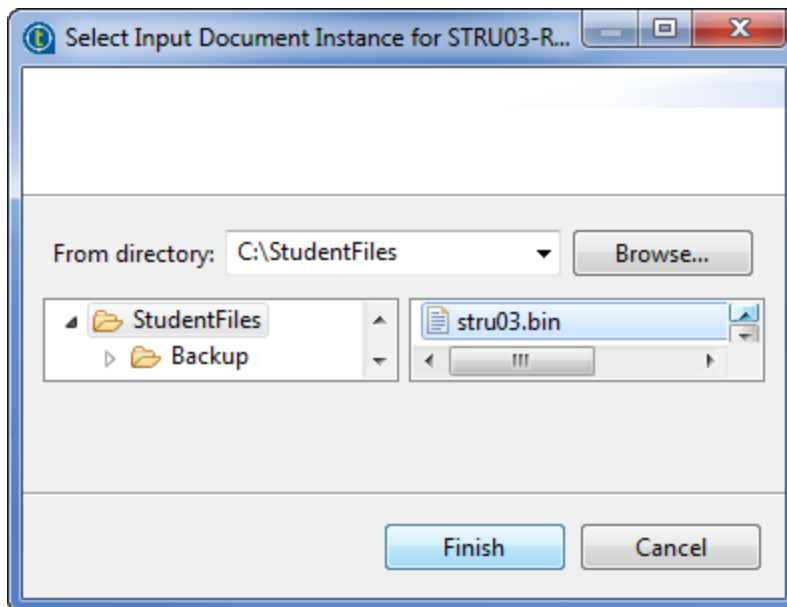 Select Input Document Instance for STRU03-R...
From directory: C:\StudentFiles Browse...
StudentFiles
stru03.bin
Backup
Finish Cancel